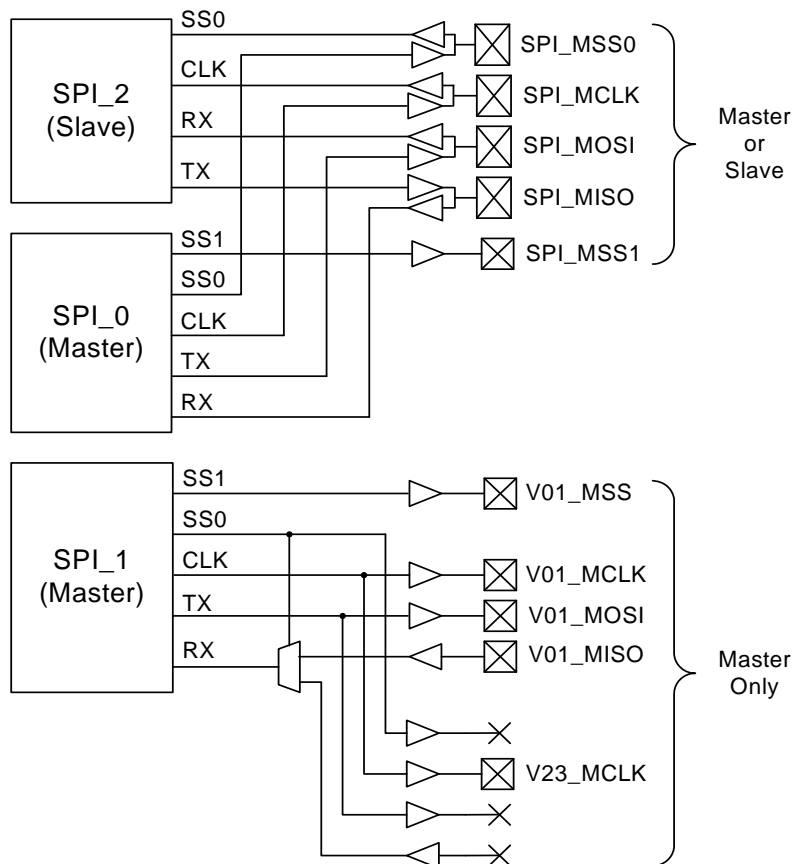 SS0
SPI_MSS0
CLK
SPI_MCLK
SPI_2
(Slave)
RX
SPI_MOSI
TX
SPI_MISO
Master
or
Slave
SS1
SPI_MSS1
SS0
SPI_0
(Master)
CLK
TX
RX
SS1
V01_MSS
SS0
SPI_1
(Master)
CLK
V01_MCLK
TX
V01_MOSI
RX
V01_MISO
Master
Only
V23_MCLK